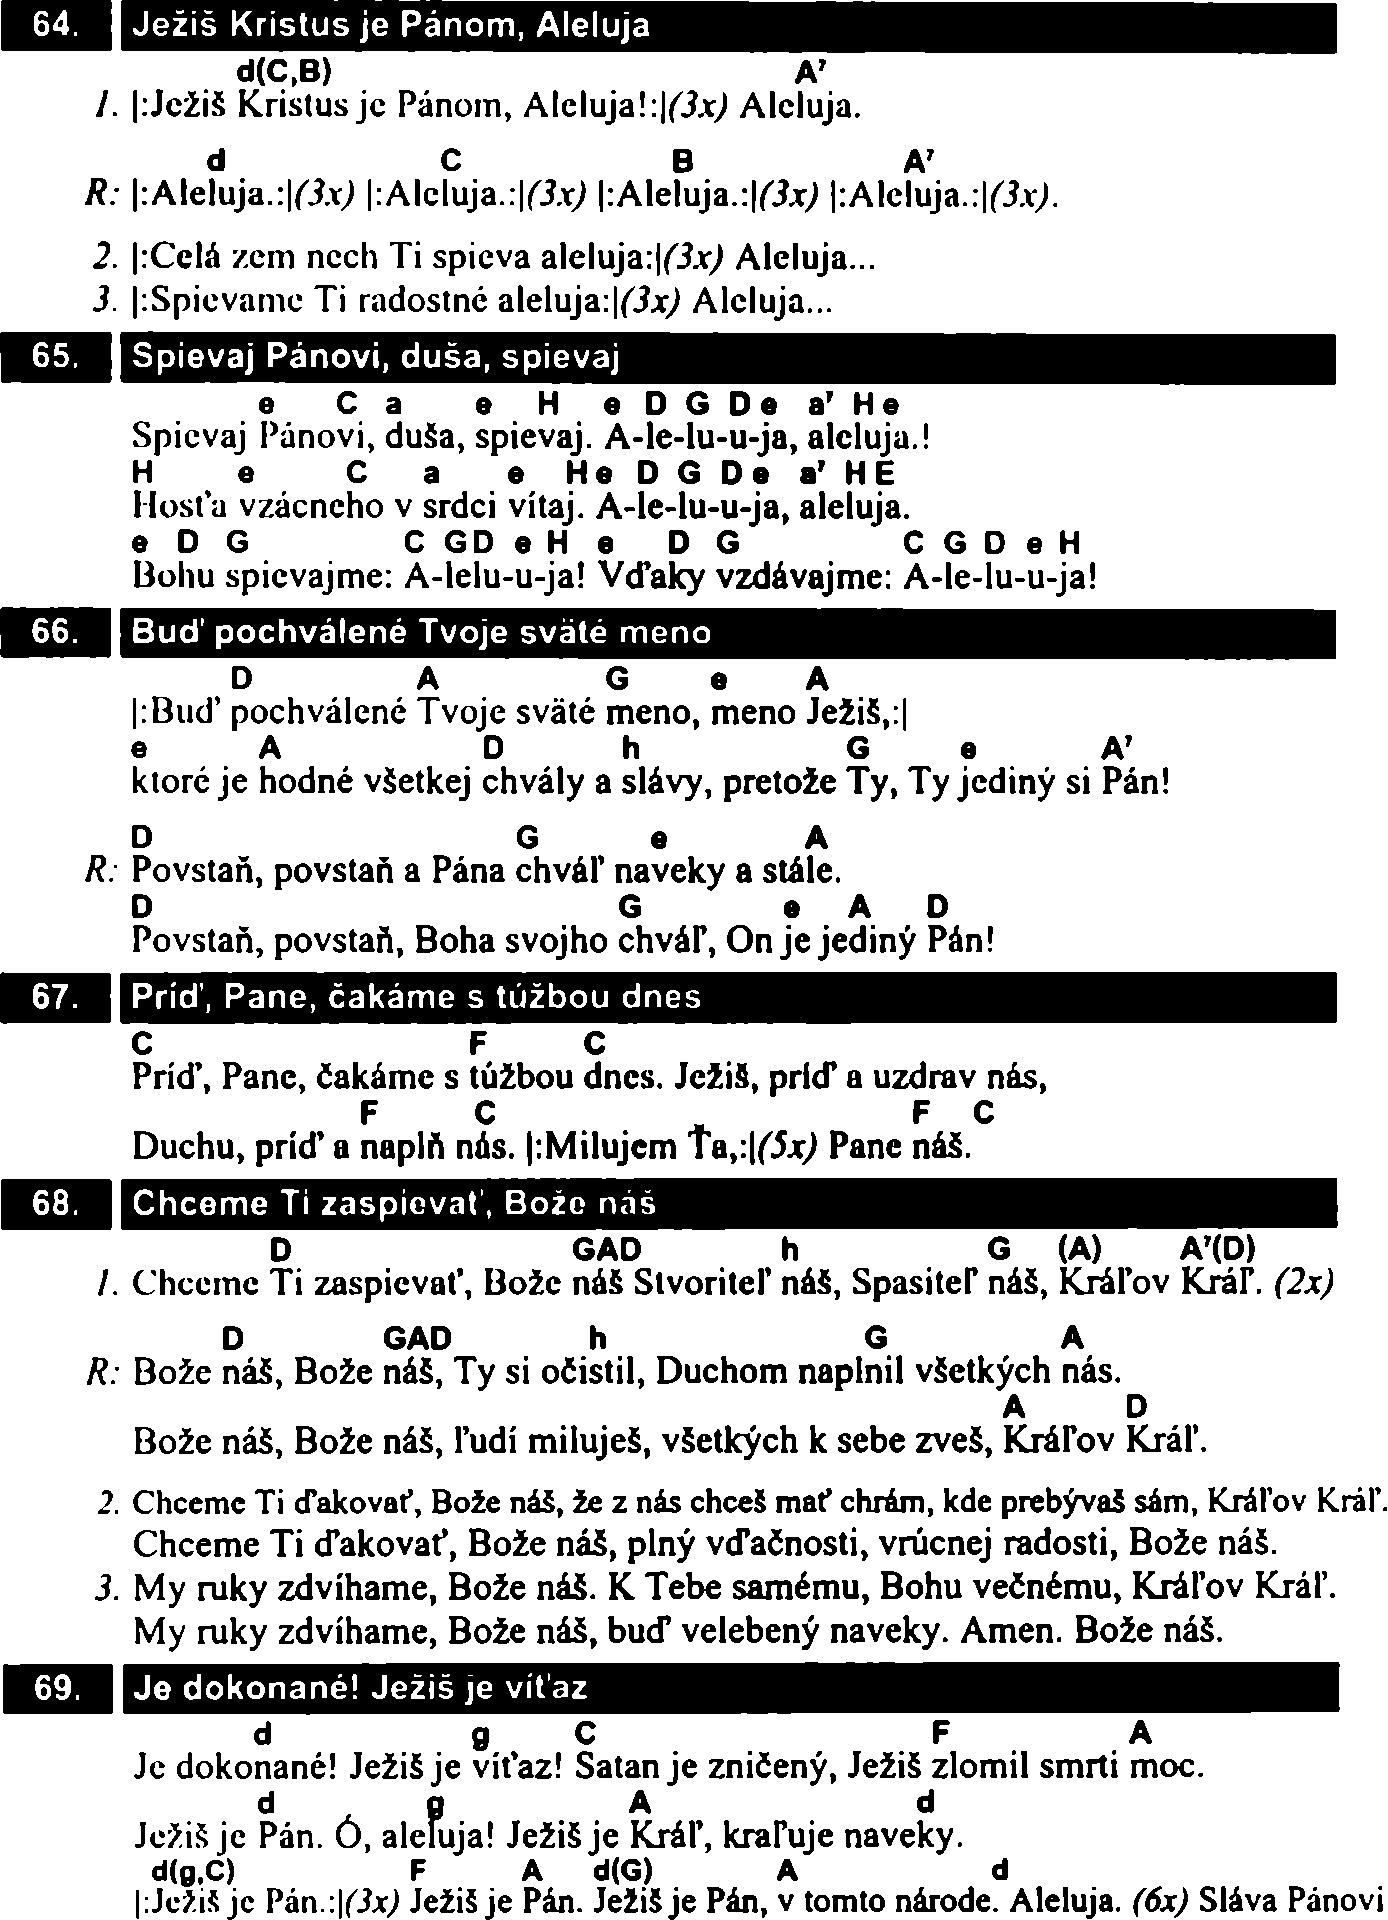 64. Ježiš Kristus je Pánom, Aleluja
d(C,B) A7
1. |:Ježiš Kristus je Pánom, Aleluja!:|(3x) Aleluja.
d C B A7
R: |:Aleluja.:|(3x) |:Aleluja.:|(3x) |:Aleluja.:|(3x) |:Aleluja.:|(3x).
2. |:Celá zem nech Ti spieva aleluja:|(3x) Aleluja...
3. |:Spievame Ti radostné aleluja:|(3x) Aleluja...
65. Spievaj Pánovi, duša, spievaj
e C a e H e D G D e a7 H e
Spievaj Pánovi, duša, spievaj. A-le-lu-u-ja, aleluja.!
H e C a e H e D G D e a7 H E
Hosťa vzácneho v srdci vítaj. A-le-lu-u-ja, aleluja.
e D G C G D e H e D G C G D e H
Bohu spievajme: A-lelu-u-ja! Vďaky vzdávajme: A-le-lu-u-ja!
66. Buď pochválené Tvoje sväté meno
D A G e A
|:Buď pochválené Tvoje sväté meno, meno Ježiš,:|
e A D h G e A7
ktoré je hodné všetkej chvály a slávy, pretože Ty, Ty jediný si Pán!
D G e A
R: Povstaň, povstaň a Pána chváľ naveky a stále.
D G e A D
Povstaň, povstaň, Boha svojho chváľ, On je jediný Pán!
67. Príď, Pane, čakáme s túžbou dnes
C F C
Príď, Pane, čakáme s túžbou dnes. Ježiš, príď a uzdrav nás,
F C F C
Duchu, príď a naplň nás. |:Milujem Ťa,:|(5x) Pane náš.
68. Chceme Ti zaspievať, Bože náš
D GAD h G (A) A7(D)
1. Chceme Ti zaspievať, Bože náš Stvoriteľ náš, Spasiteľ náš, Kráľov Kráľ. (2x)
D GAD h G A
R: Bože náš, Bože náš, Ty si očistil, Duchom naplnil všetkých nás.
A D
Bože náš, Bože náš, ľudí miluješ, všetkých k sebe zveš, Kráľov Kráľ.
2. Chceme Ti ďakovať, Bože náš, že z nás chceš mať chrám, kde prebývaš sám, Kráľov Kráľ.
Chceme Ti ďakovať, Bože náš, plný vďačnosti, vrúcnej radosti, Bože náš.
3. My ruky zdvíhame, Bože náš. K Tebe samému, Bohu večnému, Kráľov Kráľ.
My ruky zdvíhame, Bože náš, buď velebený naveky. Amen. Bože náš.
69. Je dokonané! Ježiš je víťaz
d g C F A
Je dokonané! Ježiš je víťaz! Satan je zničený, Ježiš zlomil smrti moc.
d g A d
Ježiš je Pán. Ó, aleluja! Ježiš je Kráľ, kraľuje naveky.
d(g,C) F A d(G) A d
|:Ježiš je Pán.:|(3x) Ježiš je Pán. Ježiš je Pán, v tomto národe. Aleluja. (6x) Sláva Pánovi